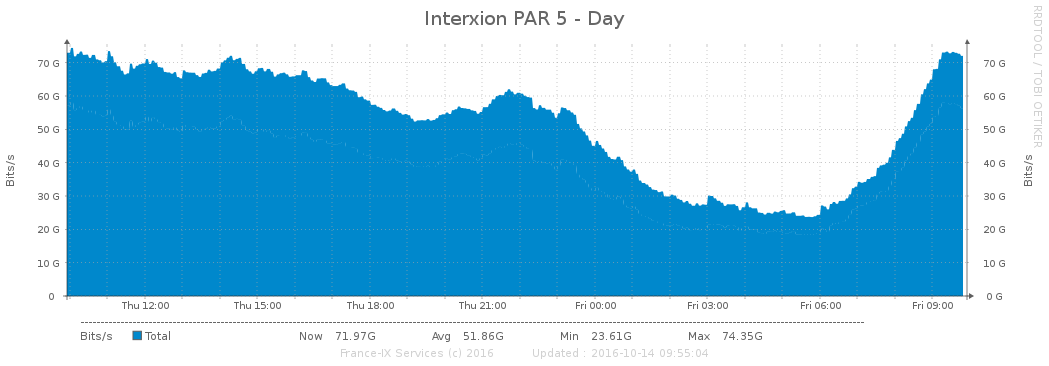 Interxion PAR 5 - Day
RRDTOOL / TOBI OETIKER
Bits/s
70 G
60 G
50 G
40 G
30 G
20 G
10 G
0
70 G
60 G
50 G
40 G
30 G
20 G
10 G
0 G
Bits/s
Thu 12:00 Thu 15:00 Thu 18:00 Thu 21:00 Fri 00:00 Fri 03:00 Fri 06:00 Fri 09:00
Bits/s Total Now 71.97G Avg 51.86G Min 23.61G Max 74.35G
France-IX Services (c) 2016 Updated : 2016-10-14 09:55:04